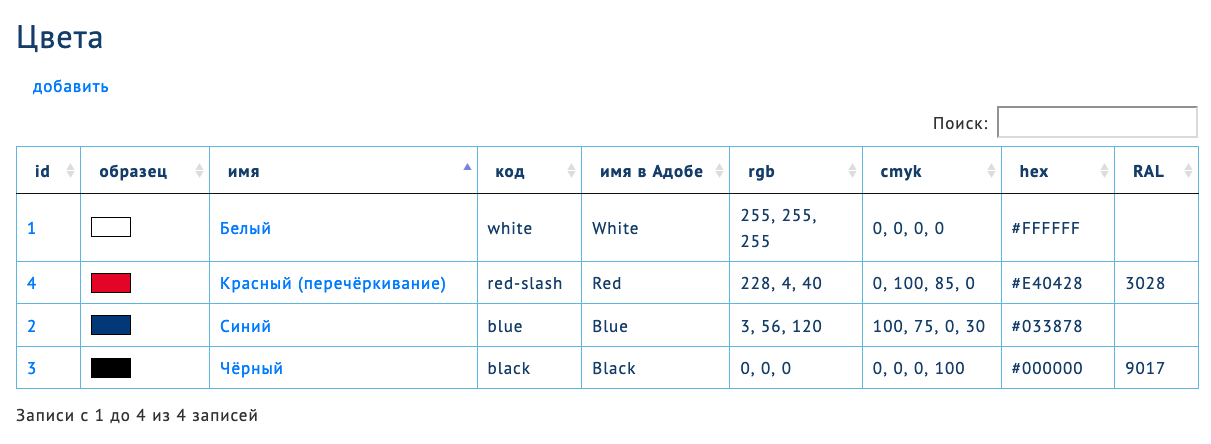 Цвета
добавить
Поиск:
id образец имя код имя в Адобе rgb cmyk hex RAL
1 Белый white White 255, 255, 255 0, 0, 0, 0 #FFFFFF
4 Красный (перечёркивание) red-slash Red 228, 4, 40 0, 100, 85, 0 #E40428 3028
2 Синий blue Blue 3, 56, 120 100, 75, 0, 30 #033878
3 Чёрный black Black 0, 0, 0 0, 0, 0, 100 #000000 9017
Записи с 1 до 4 из 4 записей